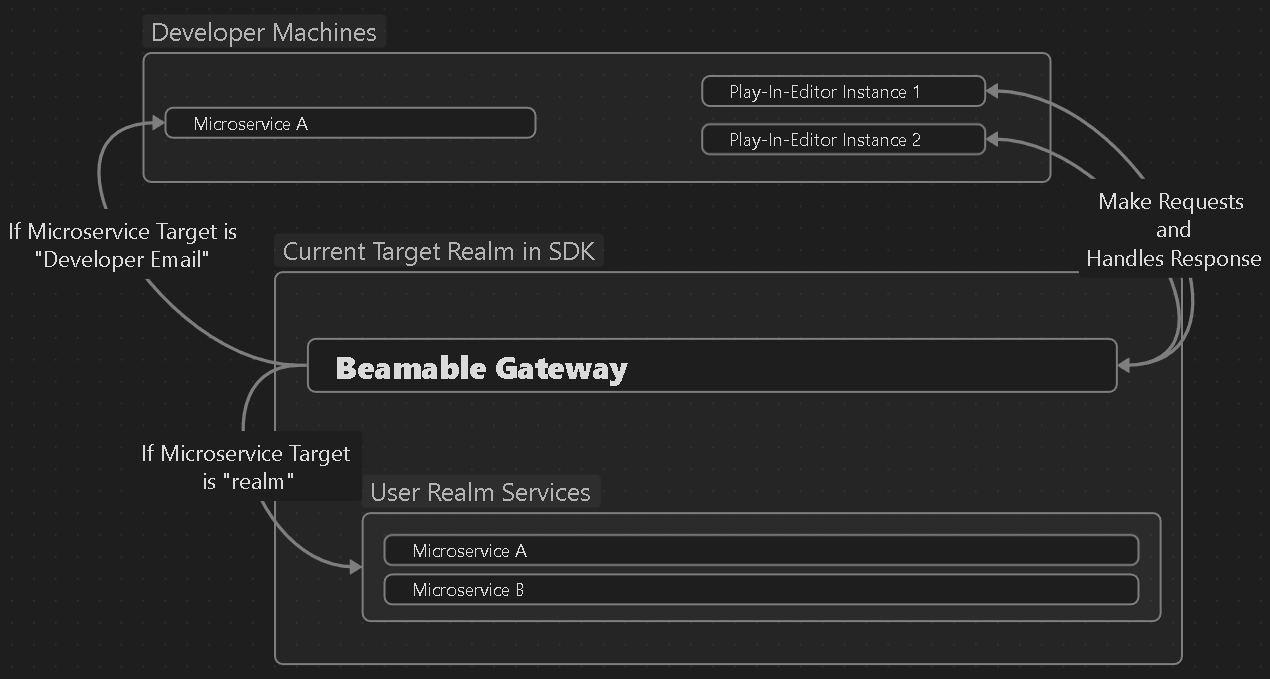 Developer Machines
Play-In-Editor Instance 1
Microservice A
Play-In-Editor Instance 2
Make Requests
and
Handles Response
If Microservice Target is
"Developer Email"
Current Target Realm in SDK
Beamable Gateway
If Microservice Target
is "realm"
User Realm Services
Microservice A
Microservice B